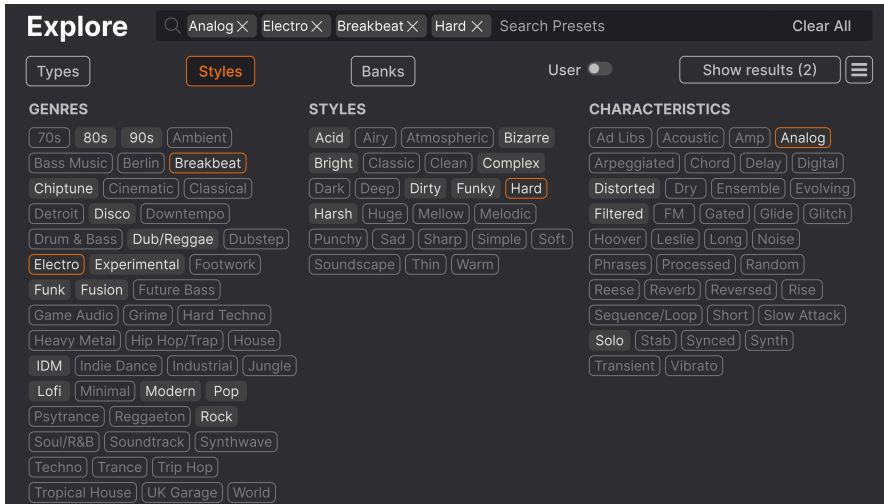 Explore Analog Electro Breakbeat Hard Search Presets Clear All
Types Styles Banks User Show results (2)
GENRES
70s 80s 90s Ambient
Bass Music Berlin Breakbeat
Chiptune Cinematic Classical
Detroit Disco Downtempo
Drum & Bass Dub/Reggae Dubstep
Electro Experimental Footwork
Funk Fusion Future Bass
Game Audio Grime Hard Techno
Heavy Metal Hip Hop/Trap House
IDM Indie Dance Industrial Jungle
Lofi Minimal Modern Pop
Psytrance Reggaeton Rock
Soul/R&B Soundtrack Synthwave
Techno Trance Trip Hop
Tropical House UK Garage World
STYLES
Acid Airy Atmospheric Bizarre
Bright Classic Clean Complex
Dark Deep Dirty Funky Hard
Harsh Huge Mellow Melodic
Punchy Sad Sharp Simple Soft
Soundscape Thin Warm
CHARACTERISTICS
Ad Libs Acoustic Amp Analog
Arpeggiated Chord Delay Digital
Distorted Dry Ensemble Evolving
Filtered FM Gated Glide Glitch
Hoover Leslie Long Noise
Phrases Processed Random
Reese Reverb Reversed Rise
Sequence/Loop Short Slow Attack
Solo Stab Synced Synth
Transient Vibrato